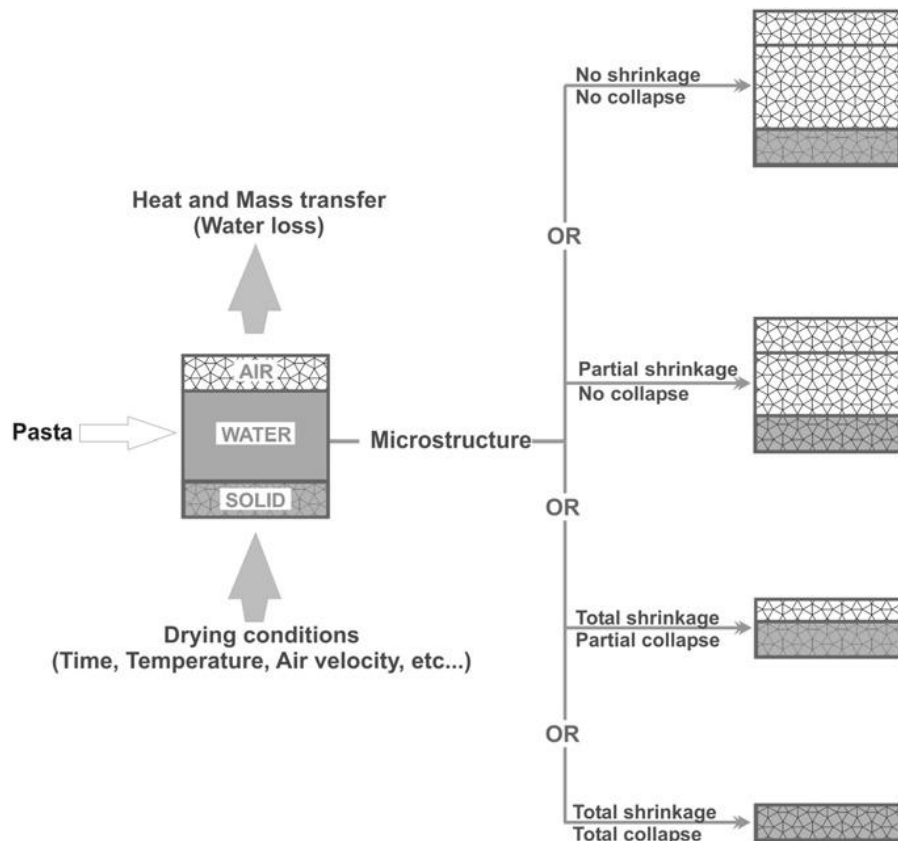 No shrinkage
No collapse
Heat and Mass transfer
(Water loss)
OR
AIR
Partial shrinkage
No collapse
Pasta
WATER
Microstructure
SOLID
OR
Total shrinkage
Partial collapse
Drying conditions
(Time, Temperature, Air velocity, etc...)
OR
Total shrinkage
Total collapse